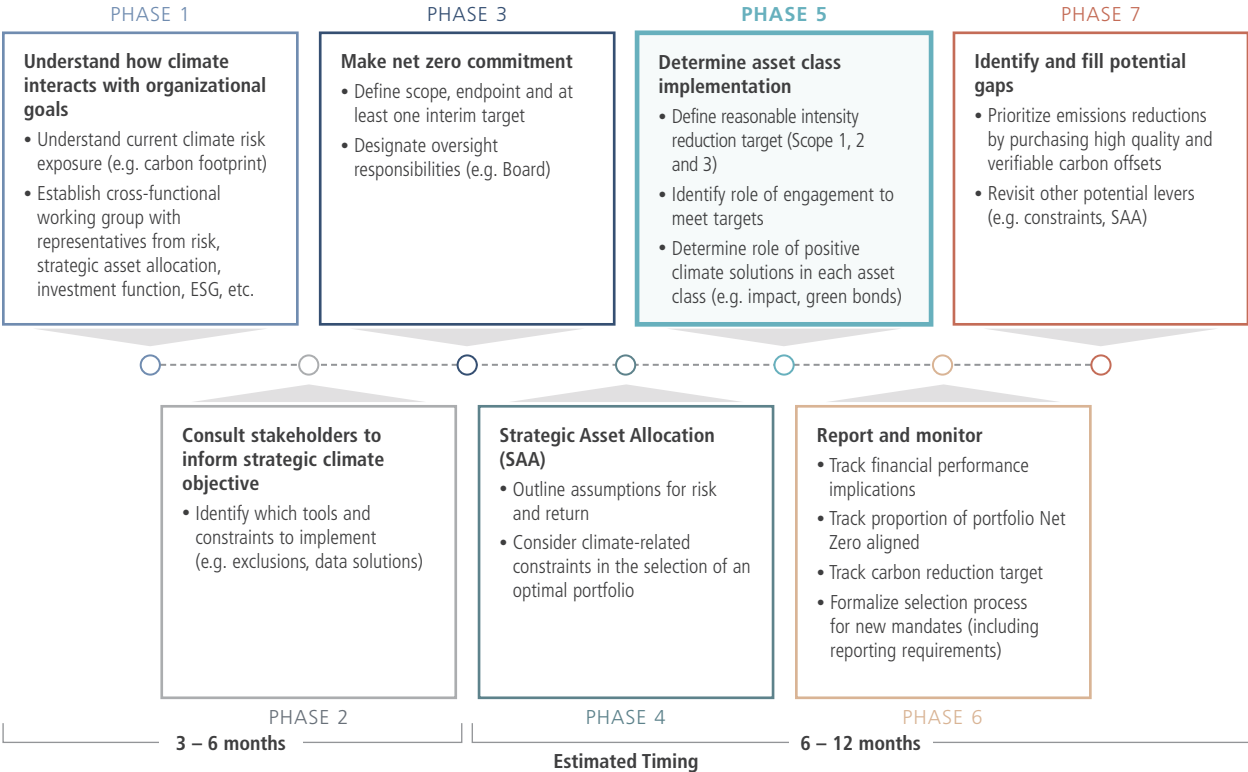 PHASE 1
Understand how climate
interacts with organizational
goals
• Understand current climate risk
exposure (e.g. carbon footprint)
• Establish cross-functional
working group with
representatives from risk,
strategic asset allocation,
investment function, ESG, etc.
PHASE 3
Make net zero commitment
• Define scope, endpoint and at
least one interim target
• Designate oversight
responsibilities (e.g. Board)
PHASE 5
Determine asset class
implementation
• Define reasonable intensity
reduction target (Scope 1, 2
and 3)
• Identify role of engagement to
meet targets
• Determine role of positive
climate solutions in each asset
class (e.g. impact, green bonds)
PHASE 7
Identify and fill potential
gaps
• Prioritize emissions reductions
by purchasing high quality and
verifiable carbon offsets
• Revisit other potential levers
(e.g. constraints, SAA)
Consult stakeholders to
inform strategic climate
objective
• Identify which tools and
constraints to implement
(e.g. exclusions, data solutions)
PHASE 2
Strategic Asset Allocation
(SAA)
• Outline assumptions for risk
and return
• Consider climate-related
constraints in the selection of an
optimal portfolio
PHASE 4
Report and monitor
• Track financial performance
implications
• Track proportion of portfolio Net
Zero aligned
• Track carbon reduction target
• Formalize selection process
for new mandates (including
reporting requirements)
PHASE 6
3 – 6 months
6 – 12 months
Estimated Timing